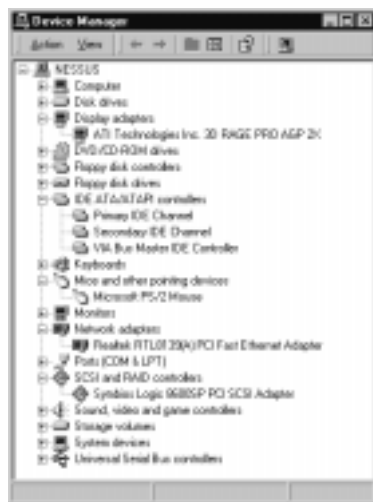 Device Manager
Action View
NESSUS
Computer
Disk drives
Display adapters
ATI Technologies Inc. 3D RAGE PRO AGP 2X
DVD/CD-ROM drives
Floppy disk controllers
Floppy disk drives
IDE ATA/ATAPI controllers
Primary IDE Channel
Secondary IDE Channel
VIA Bus Master IDE Controller
Keyboards
Mice and other pointing devices
Microsoft PS/2 Mouse
Monitors
Network adapters
Realtek RTL8139(A) PCI Fast Ethernet Adapter
Ports (COM & LPT)
SCSI and RAID controllers
Symbios Logic 8600SP PCI SCSI Adapter
Sound, video and game controllers
Storage volumes
System devices
Universal Serial Bus controllers